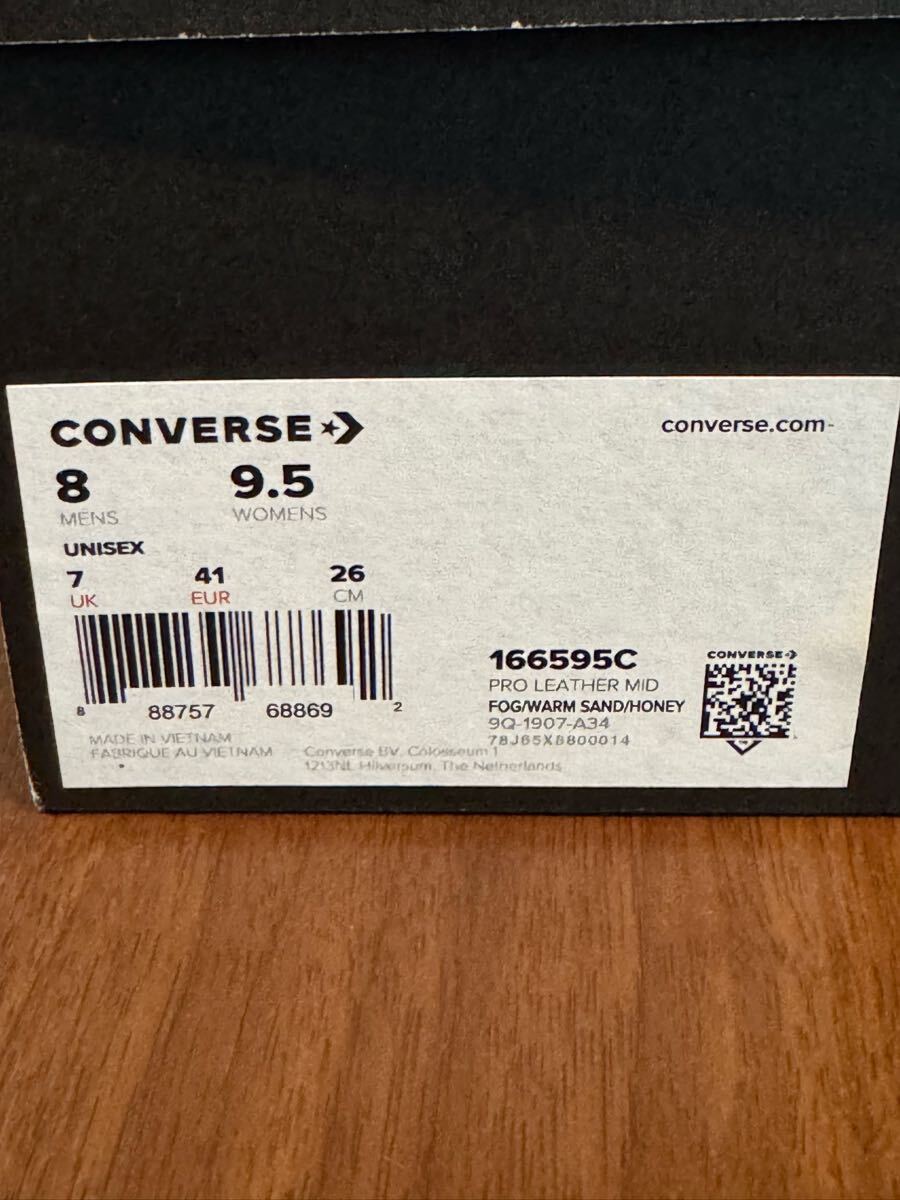 CONVERSE
converse.com
8 9.5
MENS WOMENS
UNISEX
7 41 26
UK EUR CM
8 88757 68869 2
MADE IN VIETNAM
FABRIQUE AU VIETNAM
Converse BV. Colosseum 1
1213NL Hilversum, The Netherlands
166595C
PRO LEATHER MID
FOG/WARM SAND/HONEY
9Q-1907-A34
78J65XB800014
CONVERSE